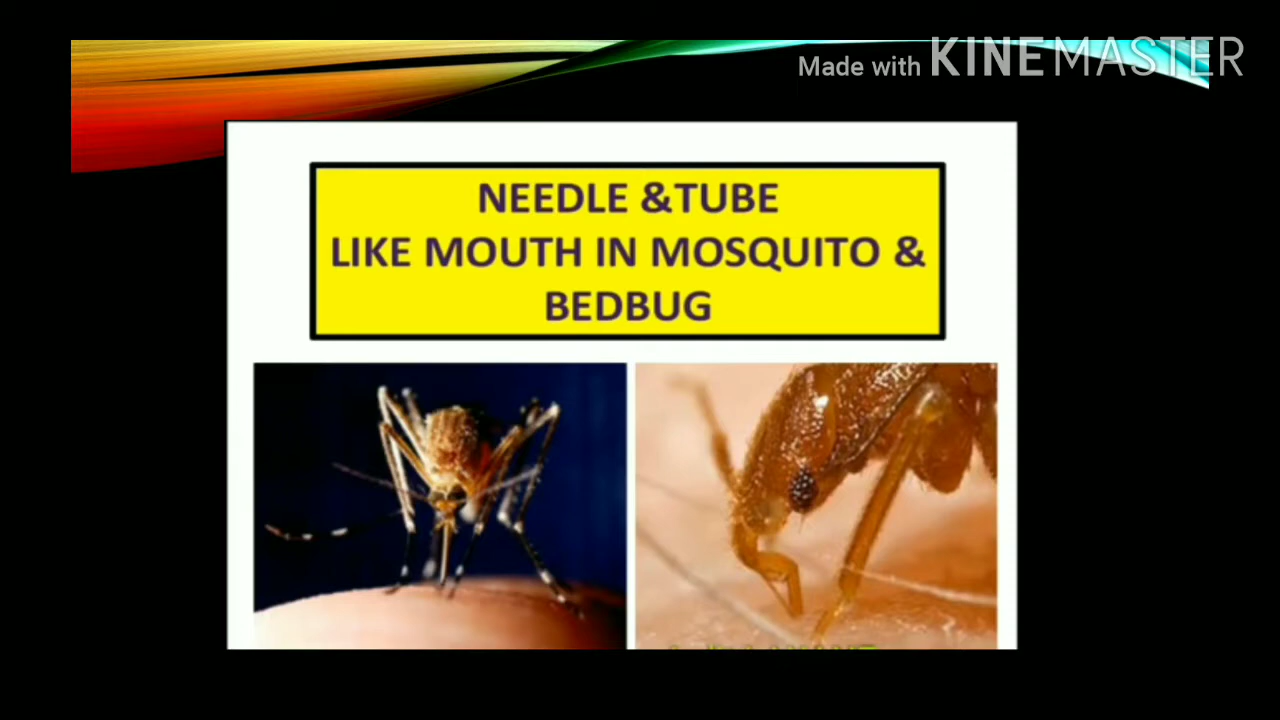 Made with KINEMASTER
NEEDLE &TUBE
LIKE MOUTH IN MOSQUITO &
BEDBUG